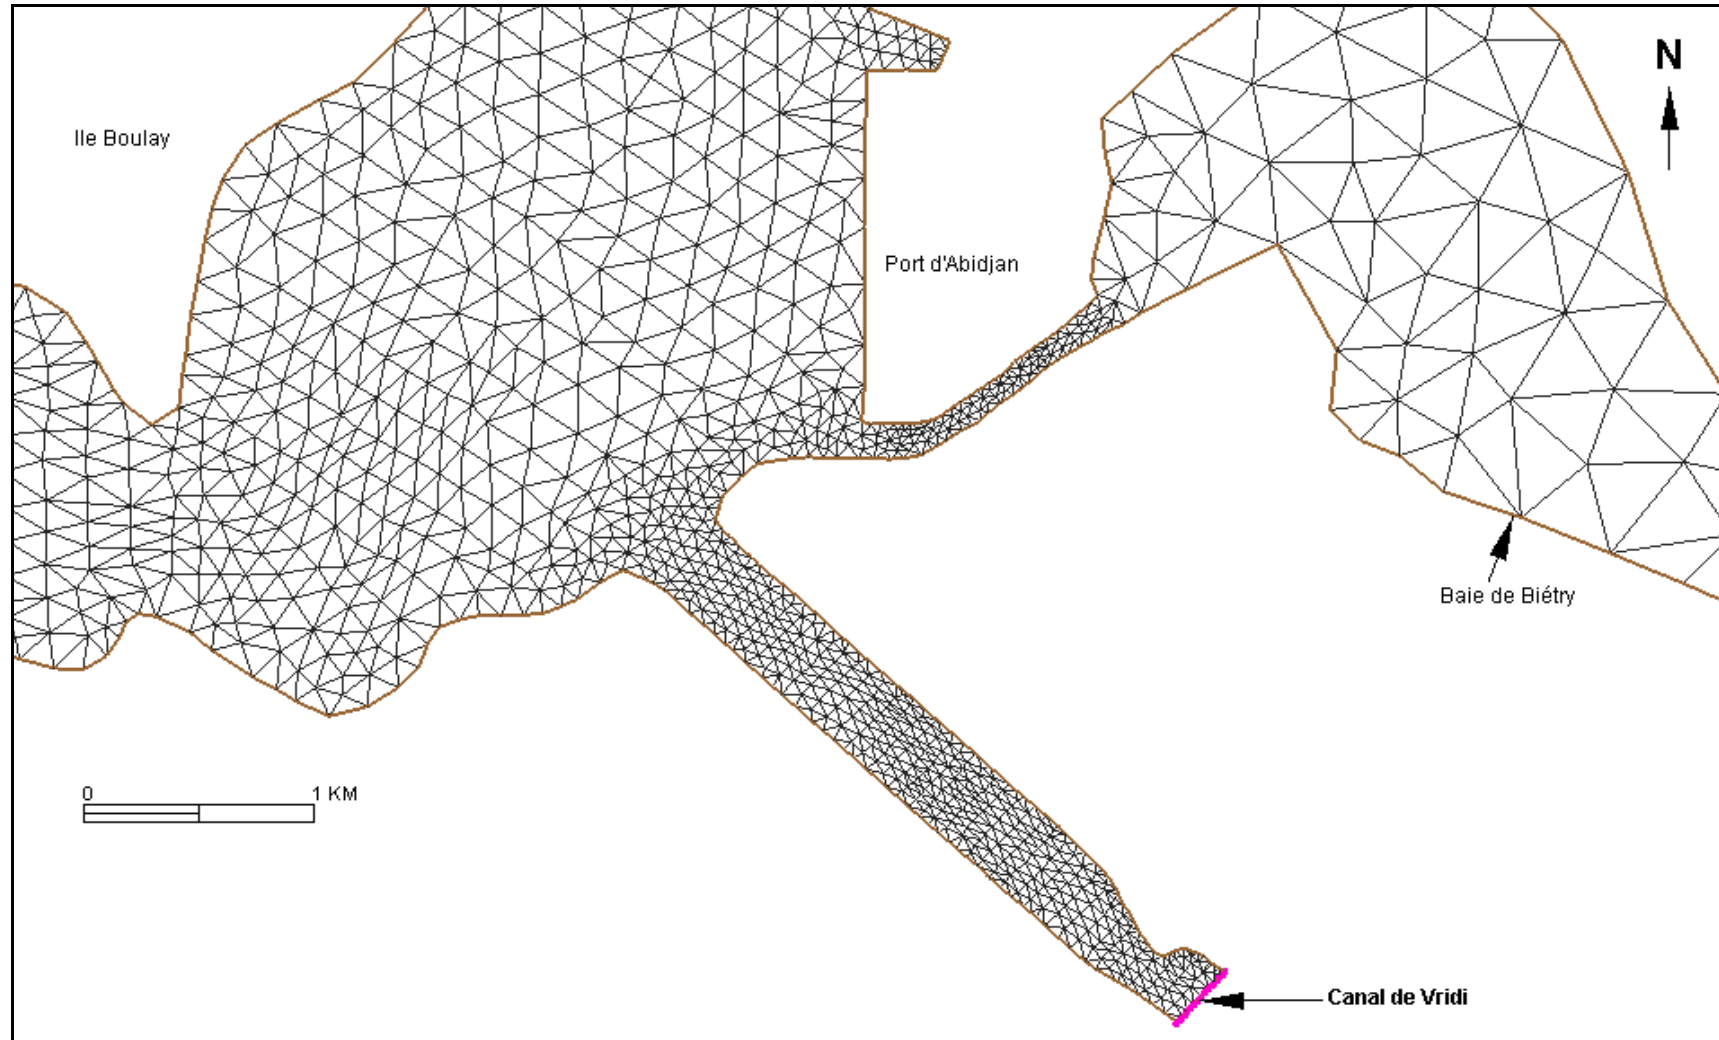 N
Ile Boulay
Port d'Abidjan
Baie de Biétry
0 1 KM
Canal de Vridi